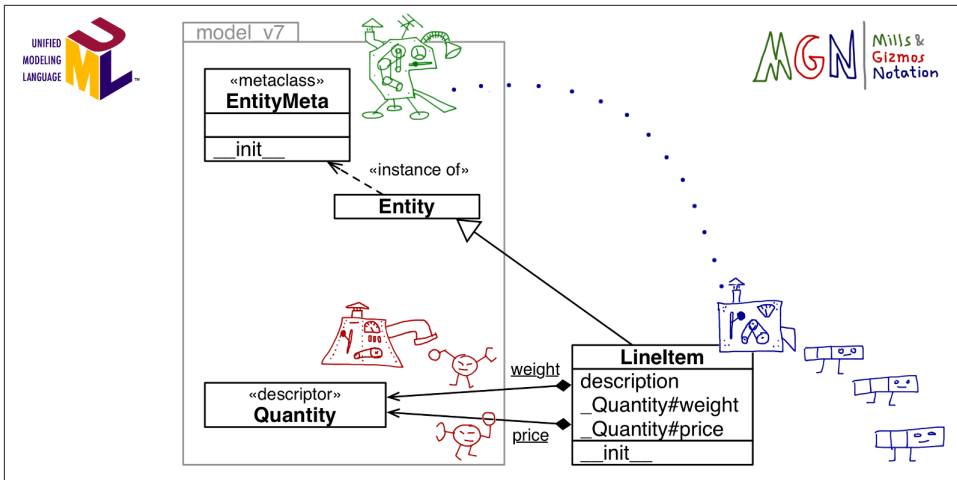 UNIFIED
MODELING
LANGUAGE
UML™
model_v7
MGN
Mills &
Gizmos
Notation
«metaclass»
EntityMeta
__init__
«instance of»
Entity
LineItem
description
_Quantity#weight
_Quantity#price
__init__
weight
«descriptor»
Quantity
price